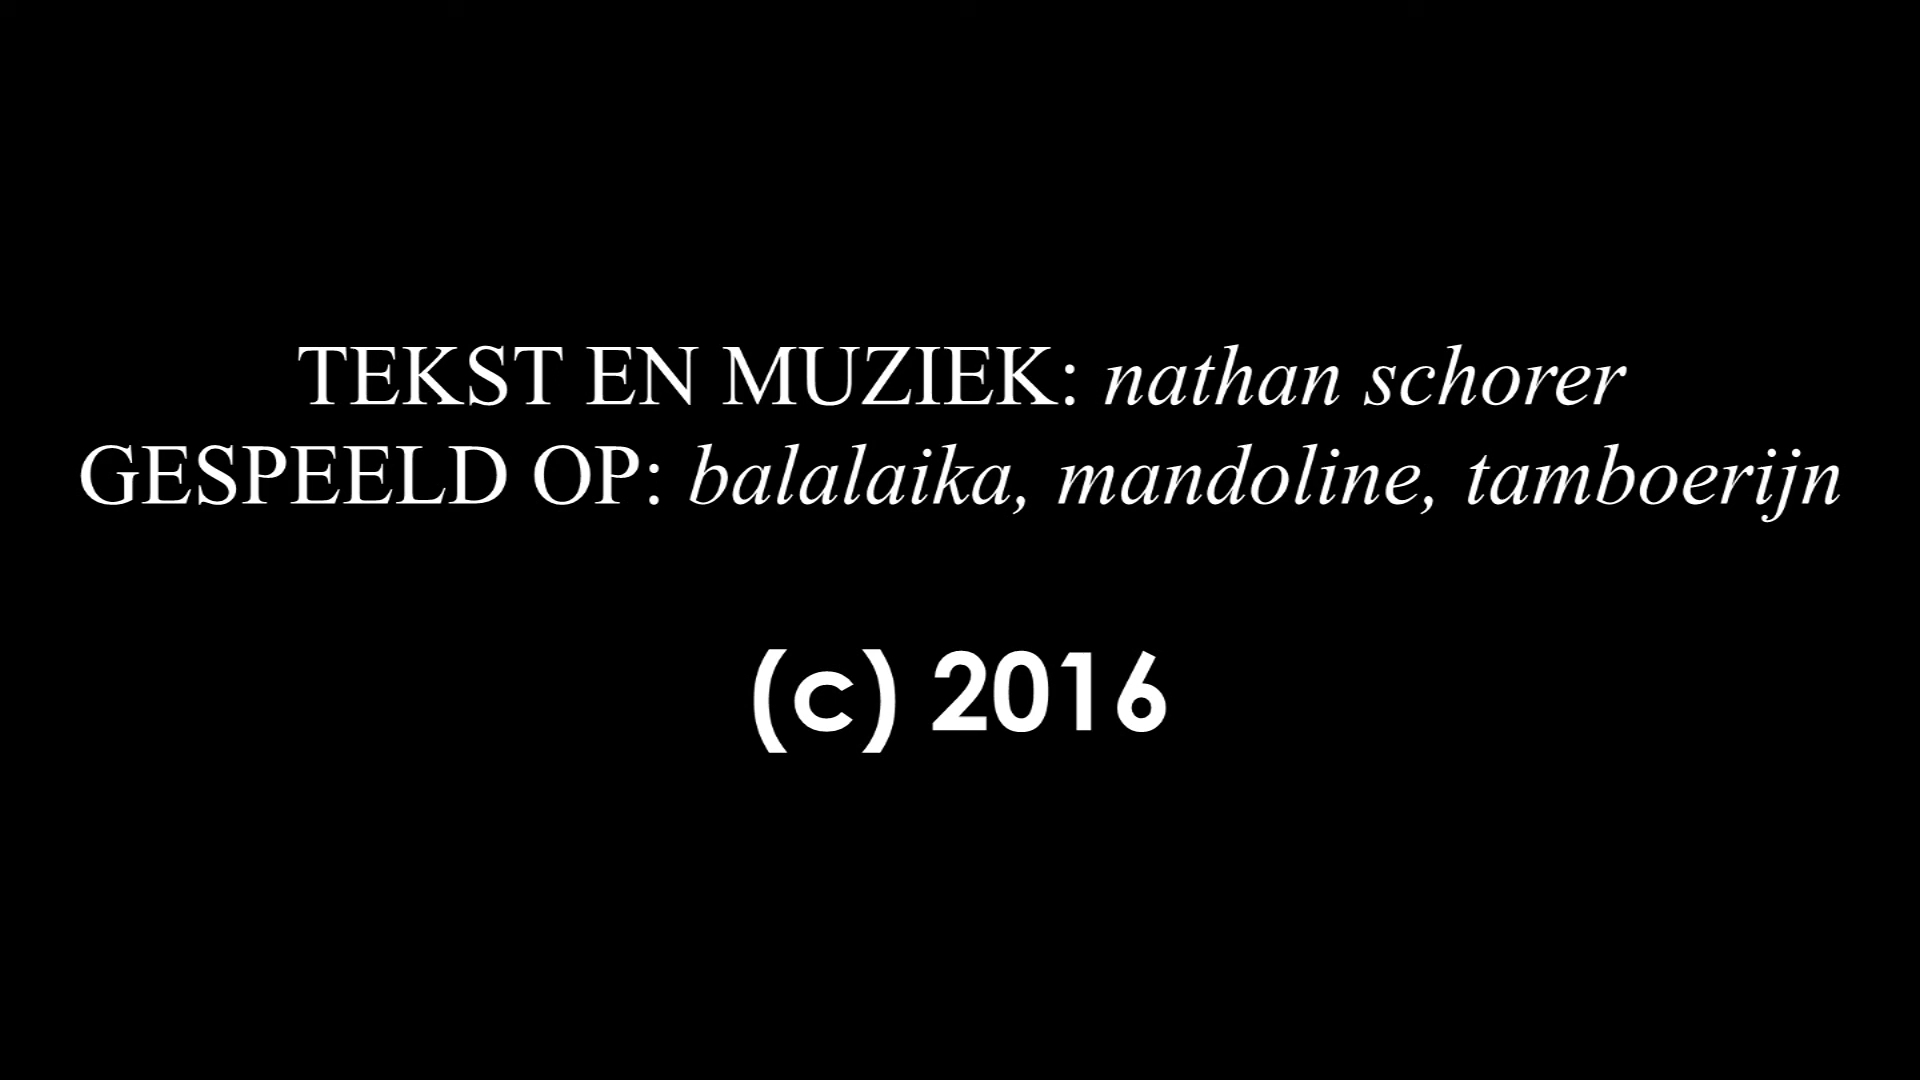 TEKST EN MUZIEK: nathan schorer
GESPEELD OP: balalaika, mandoline, tamboerijn
(c) 2016